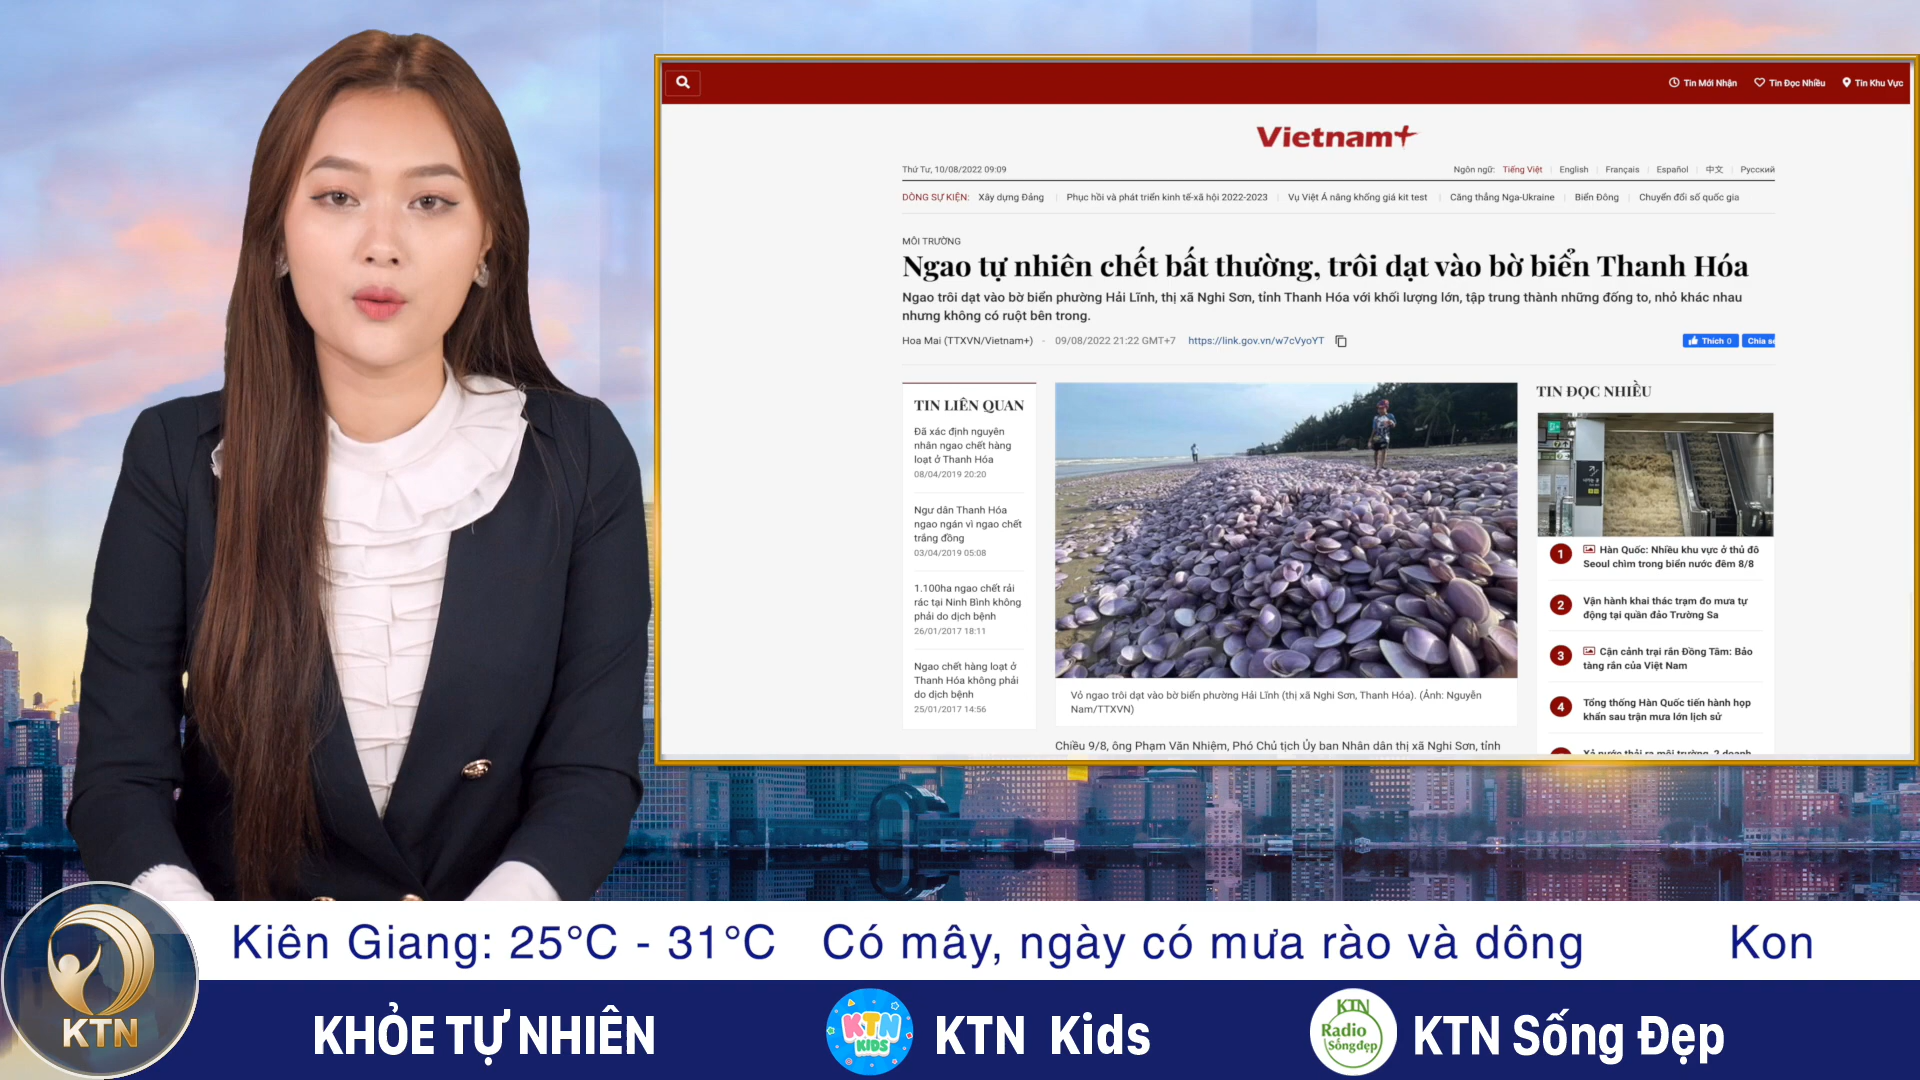 Tin Mới Nhận
Tin Đọc Nhiều
Tin Khu Vực
Vietnam+
Thứ Tư, 10/08/2022 09:09
Ngôn ngữ: Tiếng Việt English Français Español 中文 Русский
DÒNG SỰ KIỆN: Xây dựng Đảng Phục hồi và phát triển kinh tế-xã hội 2022-2023 Vụ Việt Á nâng khống giá kit test Căng thẳng Nga-Ukraine Biển Đông Chuyển đổi số quốc gia
MÔI TRƯỜNG
Ngao tự nhiên chết bất thường, trôi dạt vào bờ biển Thanh Hóa
Ngao trôi dạt vào bờ biển phường Hải Lĩnh, thị xã Nghi Sơn, tỉnh Thanh Hóa với khối lượng lớn, tập trung thành những đống to, nhỏ khác nhau
nhưng không có ruột bên trong.
Hoa Mai (TTXVN/Vietnam+) - 09/08/2022 21:22 GMT+7 https://link.gov.vn/w7cVyoYT
Thích 0
Chia sẻ
TIN LIÊN QUAN
Đã xác định nguyên
nhân ngao chết hàng
loạt ở Thanh Hóa
08/04/2019 20:20
Ngư dân Thanh Hóa
ngao ngán vì ngao chết
trắng đồng
03/04/2019 05:08
1.100ha ngao chết rải
rác tại Ninh Bình không
phải do dịch bệnh
26/01/2017 18:11
Ngao chết hàng loạt ở
Thanh Hóa không phải
do dịch bệnh
25/01/2017 14:56
Vỏ ngao trôi dạt vào bờ biển phường Hải Lĩnh (thị xã Nghi Sơn, Thanh Hóa). (Ảnh: Nguyễn
Nam/TTXVN)
Chiều 9/8, ông Phạm Văn Nhiệm, Phó Chủ tịch Ủy ban Nhân dân thị xã Nghi Sơn, tỉnh
TIN ĐỌC NHIỀU
1 Hàn Quốc: Nhiều khu vực ở thủ đô
Seoul chìm trong biển nước đêm 8/8
2 Vận hành khai thác trạm đo mưa tự
động tại quần đảo Trường Sa
3 Cận cảnh trại rắn Đồng Tâm: Bảo
tàng rắn của Việt Nam
4 Tổng thống Hàn Quốc tiến hành họp
khẩn sau trận mưa lớn lịch sử
Xả nước thải ra môi trường, 2 doanh
Kiên Giang: 25°C - 31°C Có mây, ngày có mưa rào và dông Kon
KTN
KHỎE TỰ NHIÊN
KTN
KIDS
KTN Kids
KTN
Radio
Sống đẹp
KTN Sống Đẹp